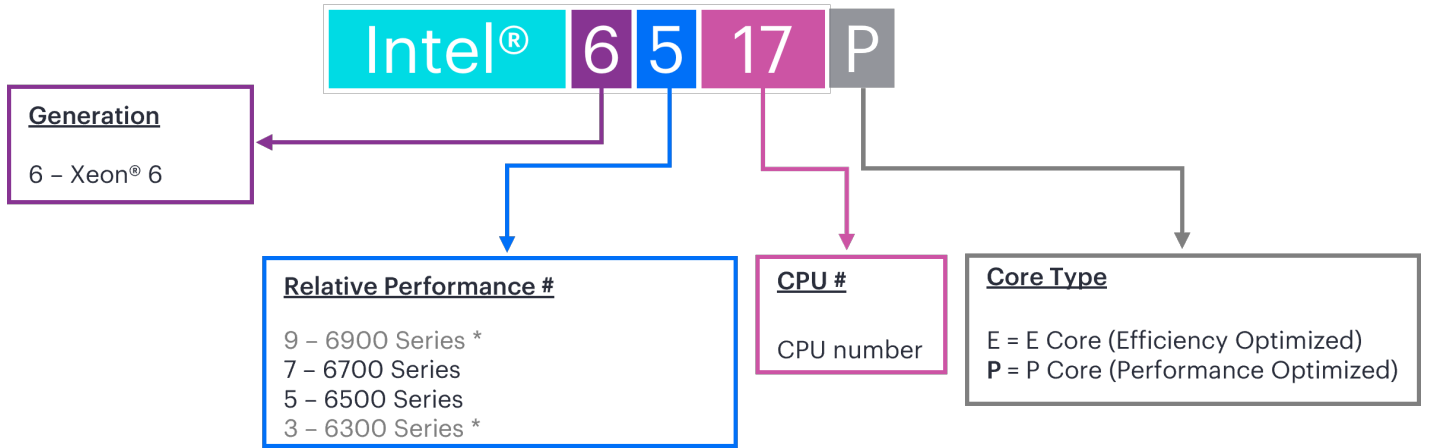 Intel® 6 5 17 P
Generation
6 – Xeon® 6
Relative Performance #
9 – 6900 Series *
7 – 6700 Series
5 – 6500 Series
3 – 6300 Series *
CPU #
CPU number
Core Type
E = E Core (Efficiency Optimized)
P = P Core (Performance Optimized)